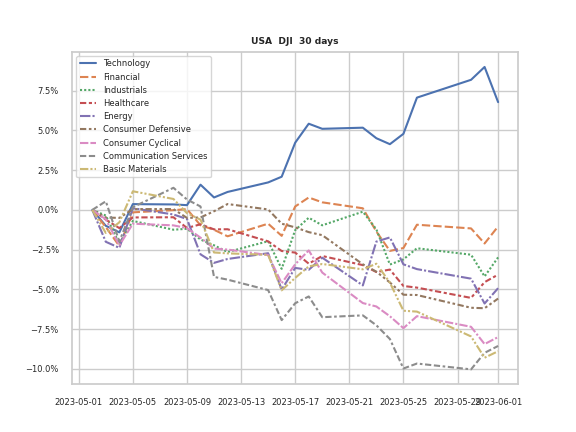 USA DJI 30 days
Technology
Financial
Industrials
Healthcare
Energy
Consumer Defensive
Consumer Cyclical
Communication Services
Basic Materials
7.5%
5.0%
2.5%
0.0%
−2.5%
−5.0%
−7.5%
−10.0%
2023-05-01 2023-05-05 2023-05-09 2023-05-13 2023-05-17 2023-05-21 2023-05-25 2023-05-29 2023-06-01